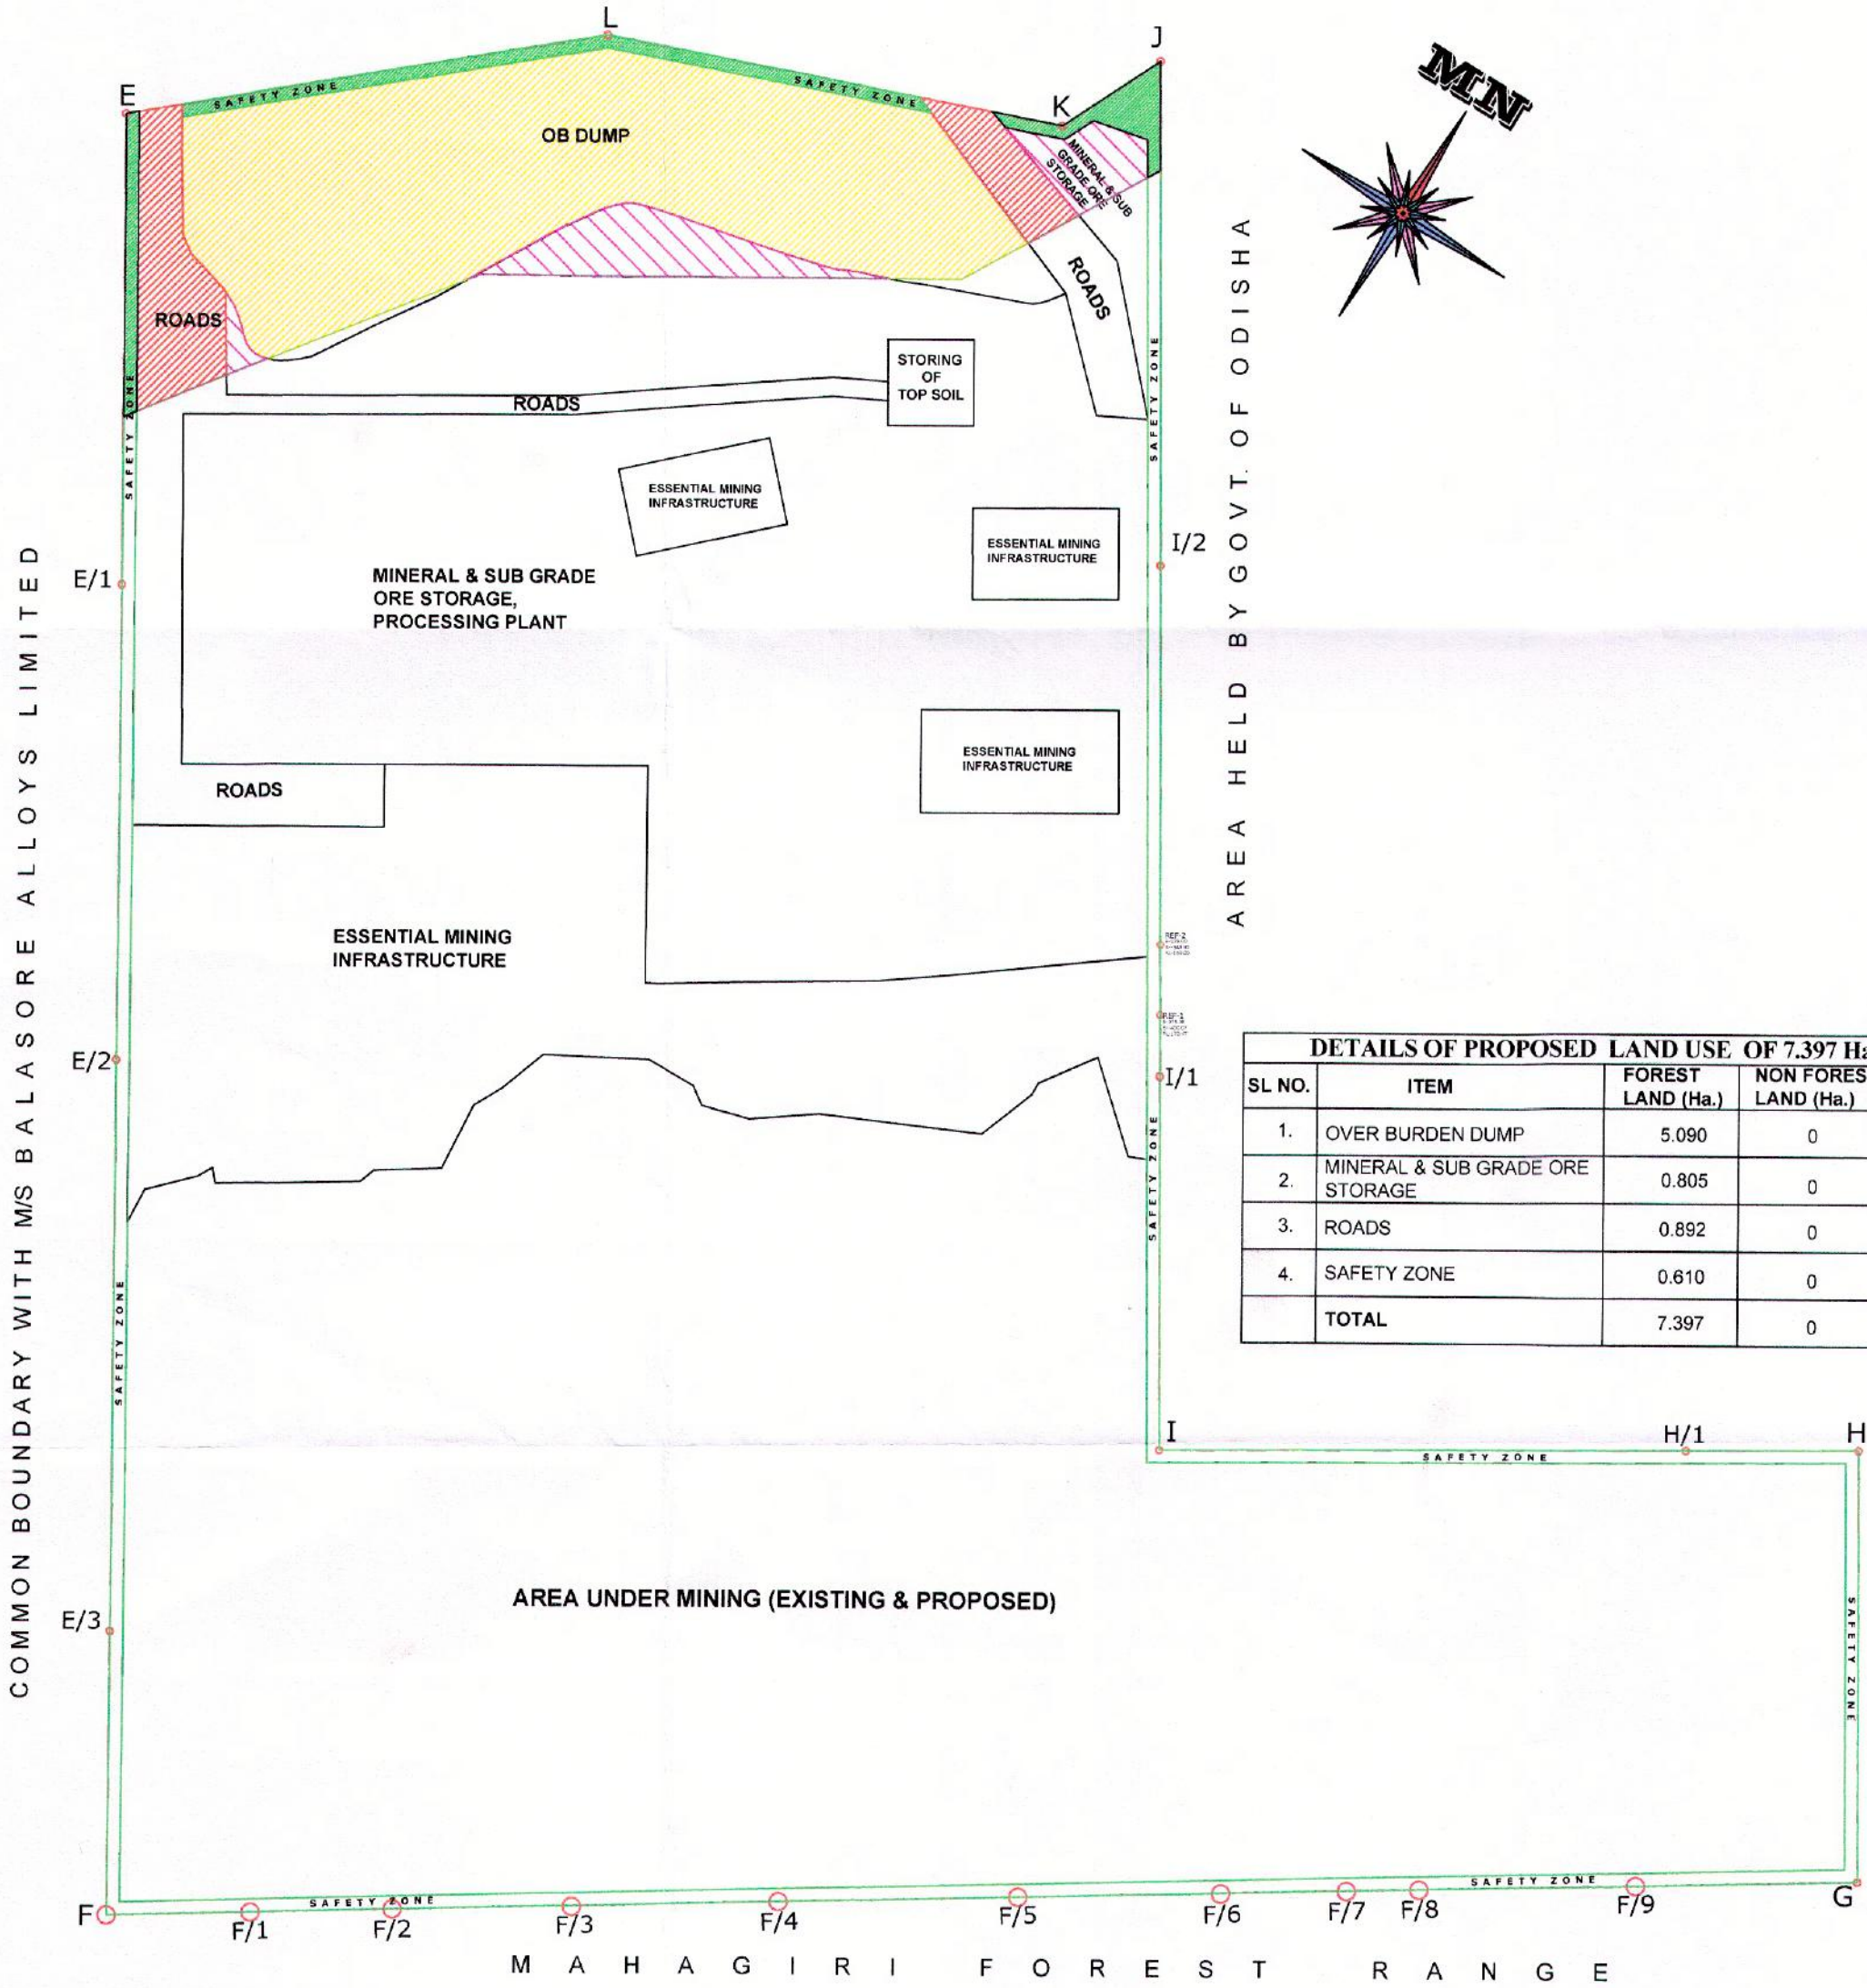 L
J
MN
E
K
SAFETY ZONE
SAFETY ZONE
OB DUMP
MINERAL & SUB
GRADE ORE
STORAGE
ROADS
ROADS
SAFETY ZONE
SAFETY ZONE
STORING
OF
TOP SOIL
ROADS
ESSENTIAL MINING
INFRASTRUCTURE
ESSENTIAL MINING
INFRASTRUCTURE
I/2
E/1
MINERAL & SUB GRADE
ORE STORAGE,
PROCESSING PLANT
AREA HELD BY GOVT. OF ODISHA
COMMON BOUNDARY WITH M/S BALASORE ALLOYS LIMITED
ESSENTIAL MINING
INFRASTRUCTURE
ROADS
ESSENTIAL MINING
INFRASTRUCTURE
REF-2
REF-1
E/2
I/1
SAFETY ZONE
DETAILS OF PROPOSED LAND USE OF 7.397 Ha
SL NO. ITEM FOREST LAND (Ha.) NON FORES LAND (Ha.)
1. OVER BURDEN DUMP 5.090 0
2. MINERAL & SUB GRADE ORE STORAGE 0.805 0
3. ROADS 0.892 0
4. SAFETY ZONE 0.610 0
TOTAL 7.397 0
SAFETY ZONE
I
H/1
H
SAFETY ZONE
AREA UNDER MINING (EXISTING & PROPOSED)
E/3
SAFETY ZONE
SAFETY ZONE
SAFETY ZONE
F
F/1
F/2
F/3
F/4
F/5
F/6
F/7
F/8
F/9
G
MAHAGIRI FOREST RANGE